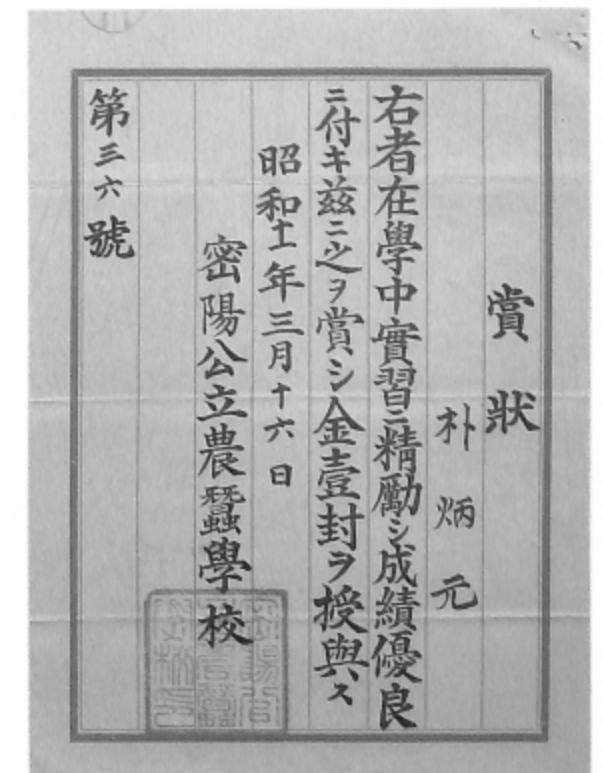 賞狀
朴炳元
右者在學中實習ニ精勵シ成績優良
ニ付キ玆ニ之ヲ賞シ金壹封ヲ授與ス
昭和十一年三月十六日
密陽公立農蠶學校
第三六號